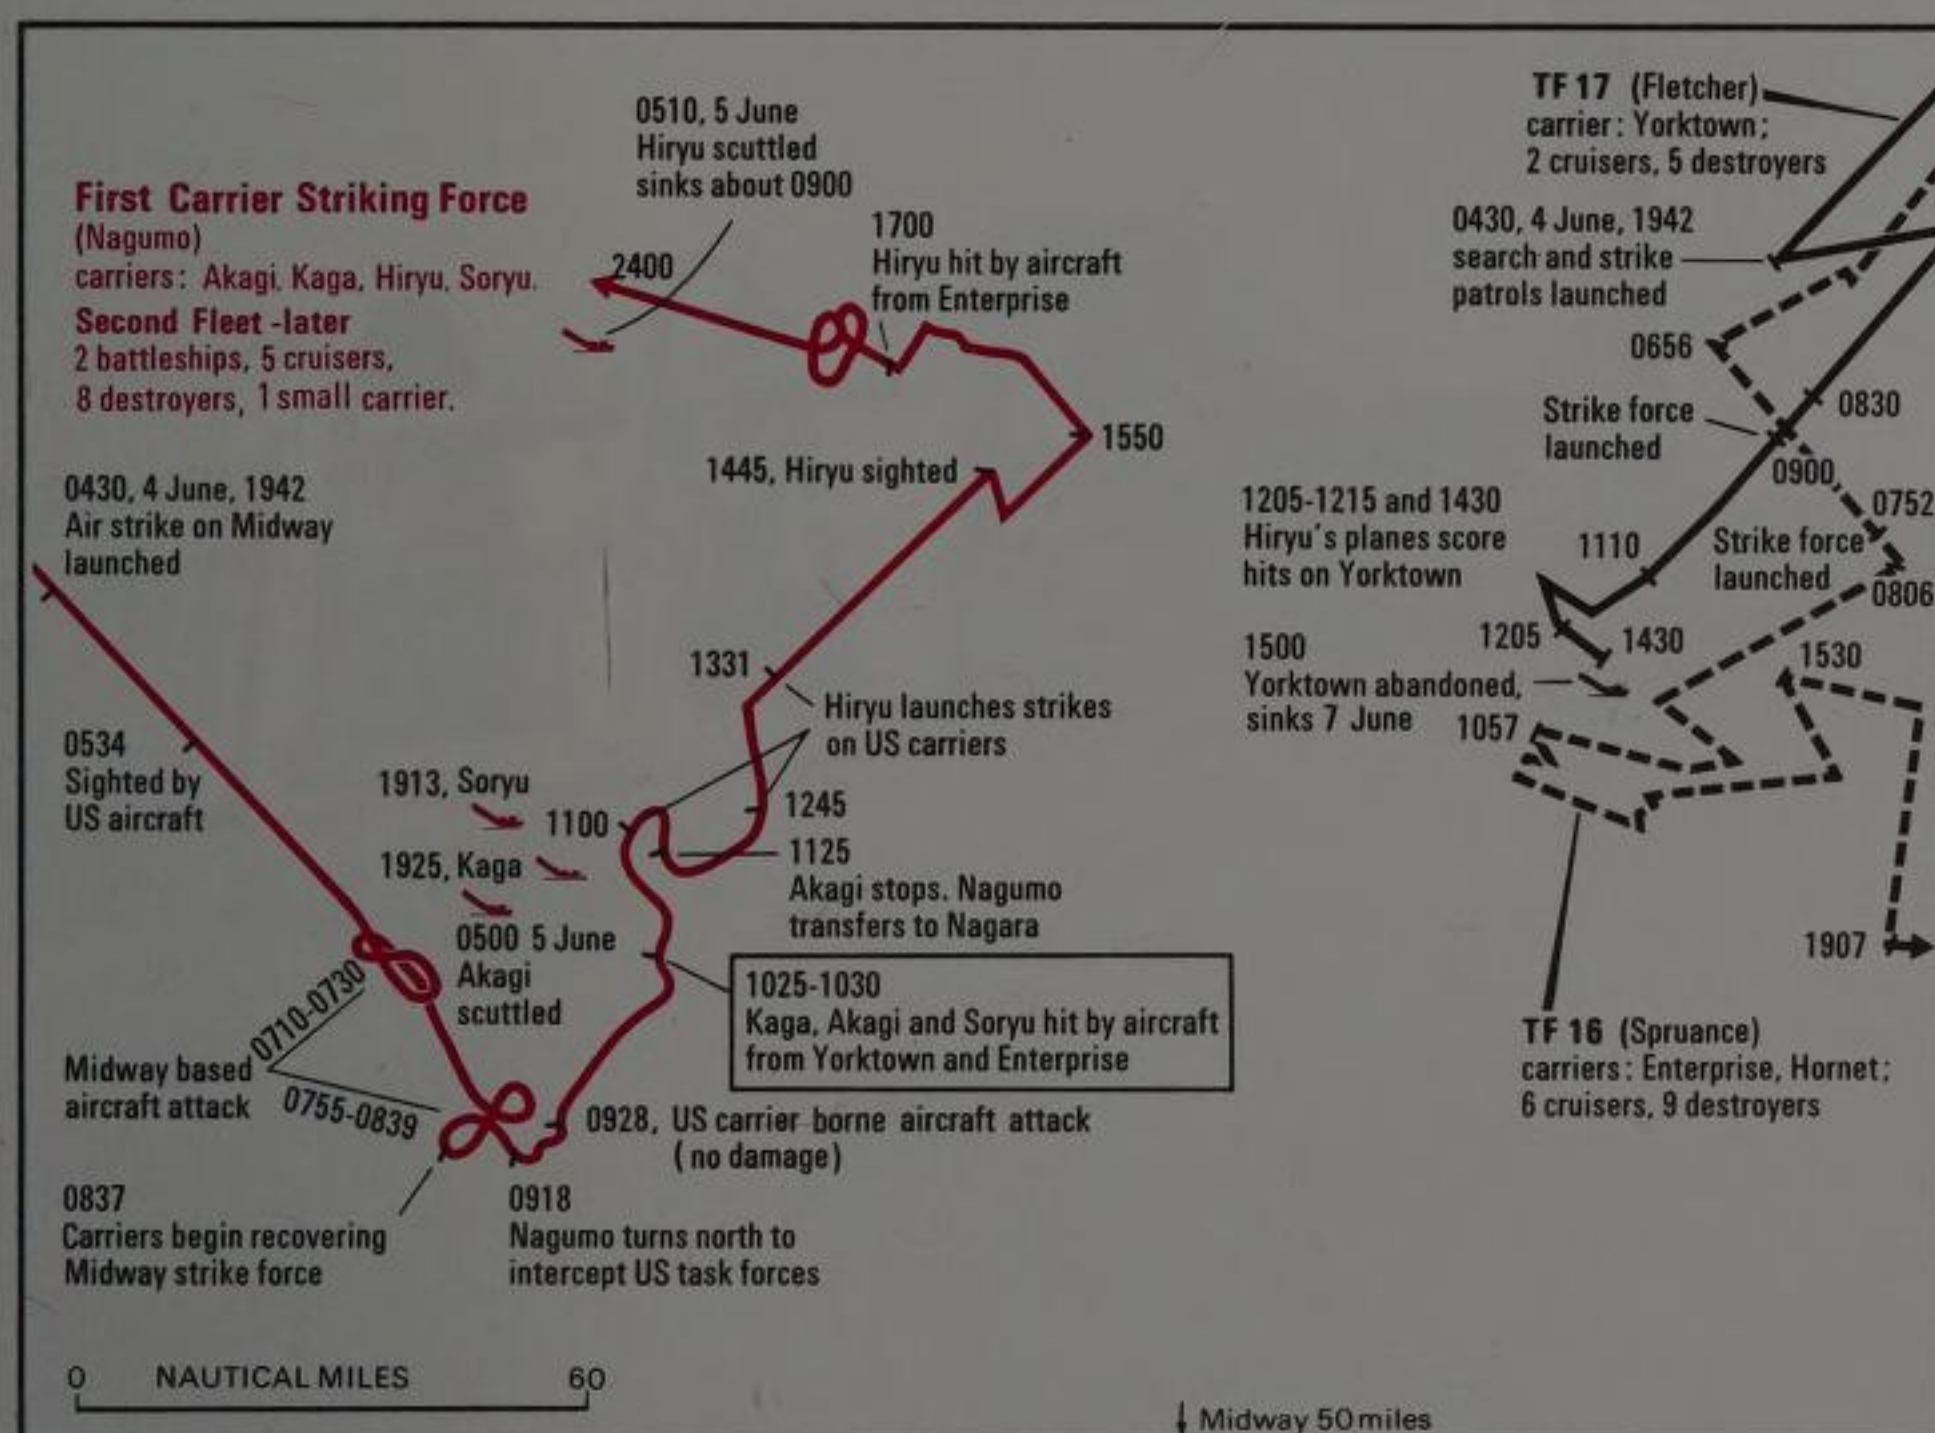 0510, 5 June
Hiryu scuttled
sinks about 0900
First Carrier Striking Force
(Nagumo)
carriers: Akagi, Kaga, Hiryu, Soryu.
Second Fleet -later
2 battleships, 5 cruisers,
8 destroyers, 1 small carrier.
2400
1700
Hiryu hit by aircraft
from Enterprise
1550
1445, Hiryu sighted
0430, 4 June, 1942
Air strike on Midway
launched
0534
Sighted by
US aircraft
1331
Hiryu launches strikes
on US carriers
1913, Soryu
1100
1245
1925, Kaga
1125
Akagi stops. Nagumo
transfers to Nagara
0500 5 June
Akagi
scuttled
1025-1030
Kaga, Akagi and Soryu hit by aircraft
from Yorktown and Enterprise
0710-0730
Midway based
aircraft attack
0755-0839
0928, US carrier borne aircraft attack
(no damage)
0837
Carriers begin recovering
Midway strike force
0918
Nagumo turns north to
intercept US task forces
0 NAUTICAL MILES 60
Midway 50 miles
TF 17 (Fletcher)
carrier: Yorktown;
2 cruisers, 5 destroyers
0430, 4 June, 1942
search and strike
patrols launched
0656
0830
Strike force
launched
0900
0752
1205-1215 and 1430
Hiryu's planes score
hits on Yorktown
1110
Strike force
launched
0806
1205
1430
1500
Yorktown abandoned,
sinks 7 June
1530
1057
1907
TF 16 (Spruance)
carriers: Enterprise, Hornet;
6 cruisers, 9 destroyers